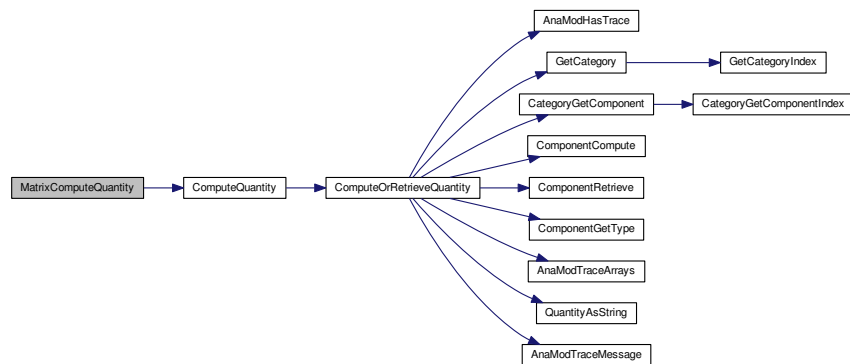 AnaModHasTrace
GetCategory
GetCategoryIndex
CategoryGetComponent
CategoryGetComponentIndex
ComponentCompute
MatrixComputeQuantity
ComputeQuantity
ComputeOrRetrieveQuantity
ComponentRetrieve
ComponentGetType
AnaModTraceArrays
QuantityAsString
AnaModTraceMessage